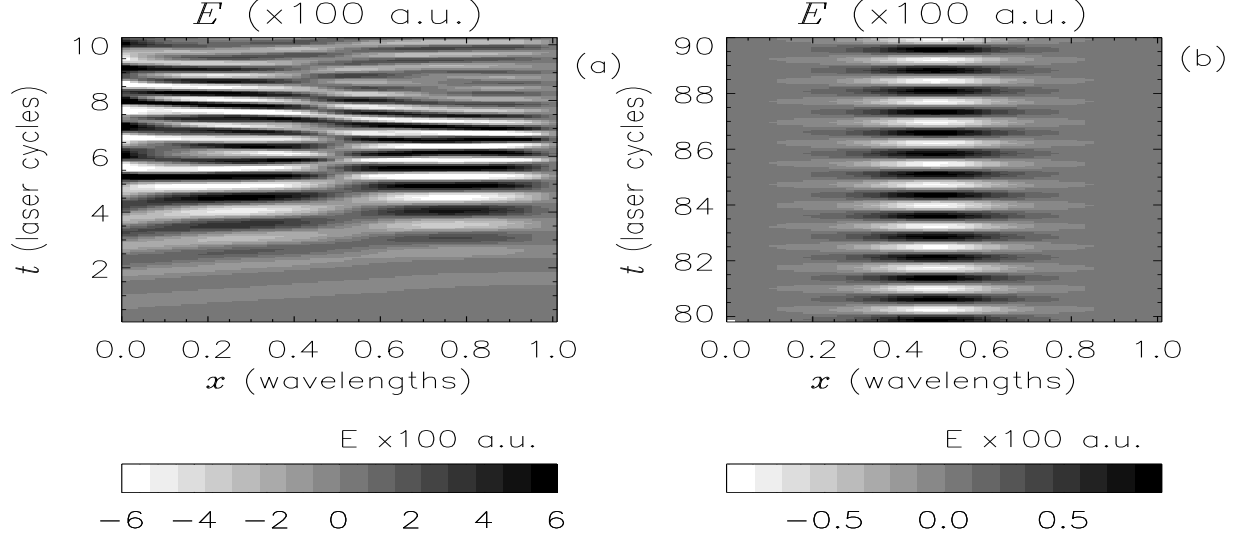 E (×100 a.u.)
10
8
6
4
2
t (laser cycles)
(a)
0.0 0.2 0.4 0.6 0.8 1.0
x (wavelengths)
E ×100 a.u.
−6 −4 −2 0 2 4 6
E (×100 a.u.)
90
88
86
84
82
80
t (laser cycles)
(b)
0.0 0.2 0.4 0.6 0.8 1.0
x (wavelengths)
E ×100 a.u.
−0.5 0.0 0.5